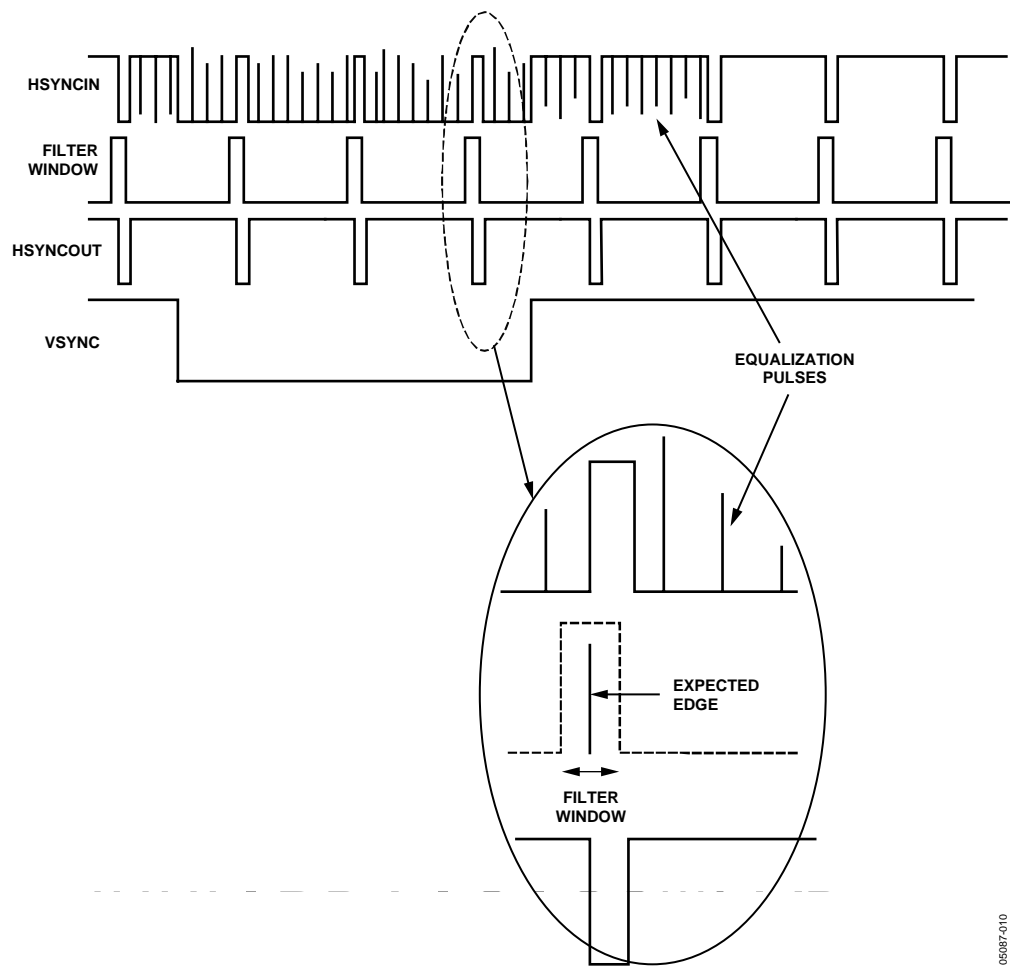 HSYNCIN
FILTER
WINDOW
HSYNCOUT
VSYNC
EQUALIZATION
PULSES
EXPECTED
EDGE
FILTER
WINDOW
05087-010